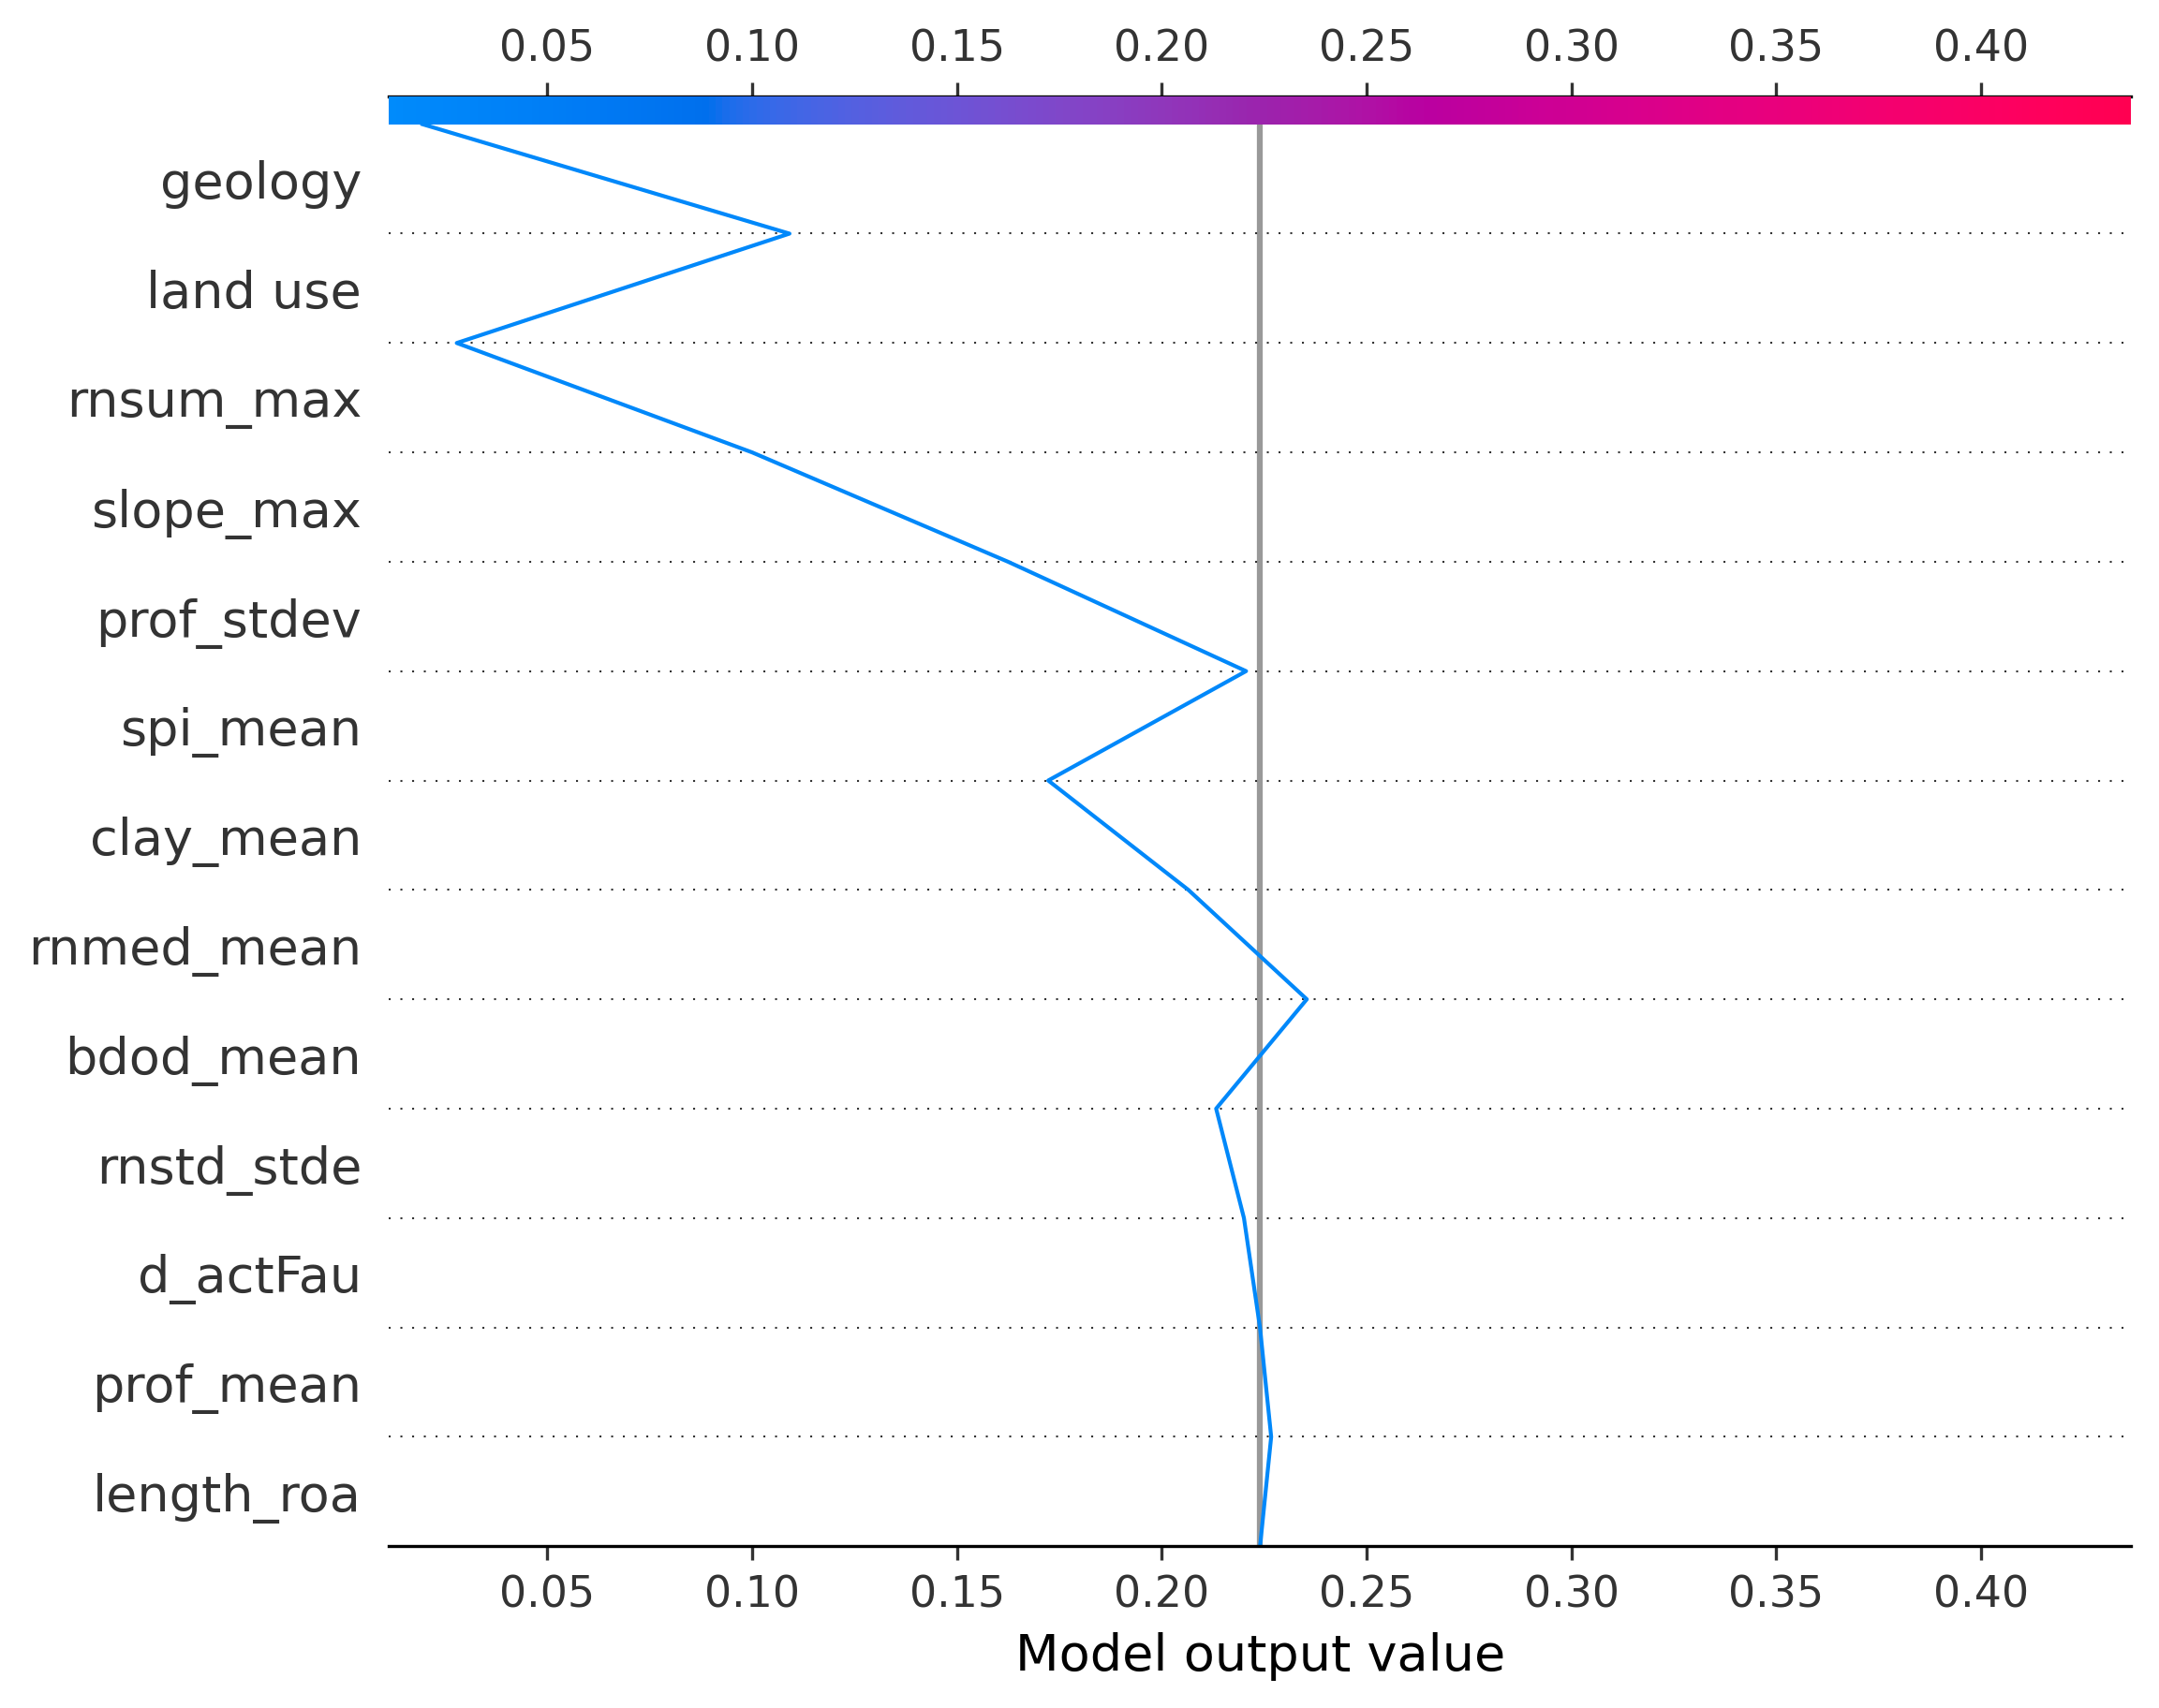 0.05 0.10 0.15 0.20 0.25 0.30 0.35 0.40
geology
land use
rnsum_max
slope_max
prof_stdev
spi_mean
clay_mean
rnmed_mean
bdod_mean
rnstd_stde
d_actFau
prof_mean
length_roa
0.05 0.10 0.15 0.20 0.25 0.30 0.35 0.40
Model output value